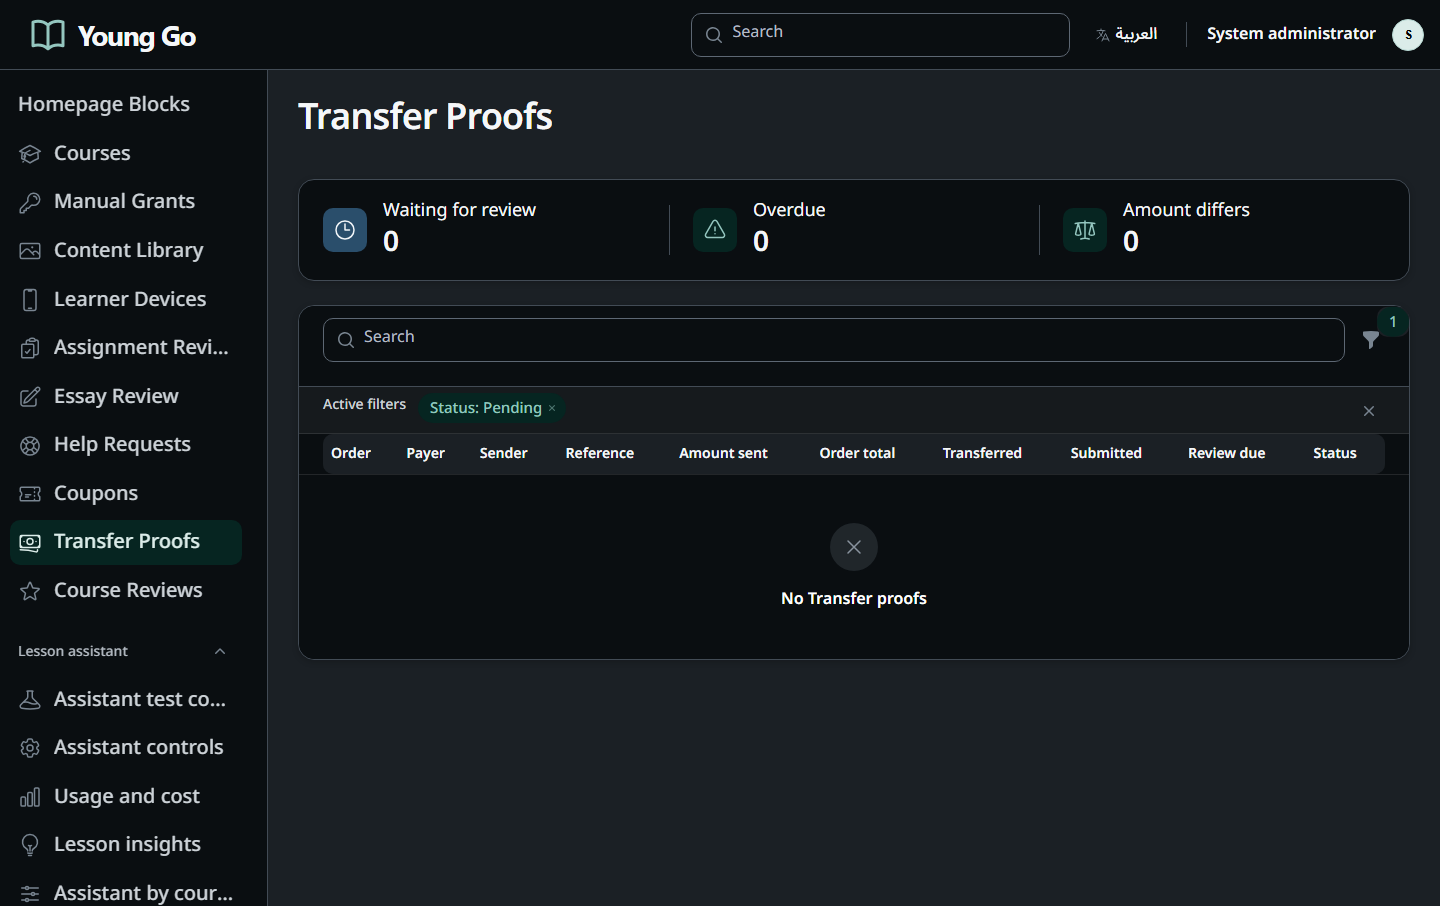 Young Go
Search
العربية
System administrator
S
Homepage Blocks
Courses
Manual Grants
Content Library
Learner Devices
Assignment Revi...
Essay Review
Help Requests
Coupons
Transfer Proofs
Course Reviews
Lesson assistant
Assistant test co...
Assistant controls
Usage and cost
Lesson insights
Assistant by cour...
Transfer Proofs
Waiting for review
0
Overdue
0
Amount differs
0
Search
1
Active filters
Status: Pending ×
Order Payer Sender Reference Amount sent Order total Transferred Submitted Review due Status
No Transfer proofs